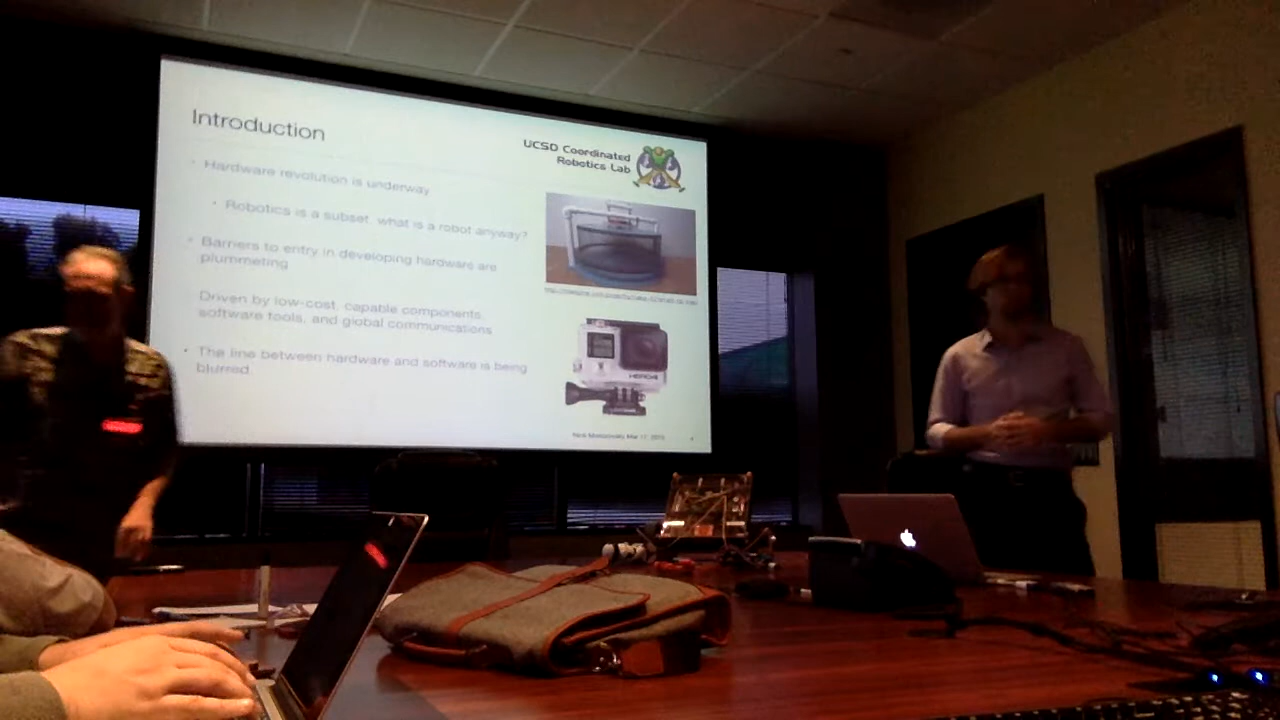 Introduction
UCSD Coordinated
Robotics Lab
Hardware revolution is underway
Robotics is a subset what is a robot anyway?
Barriers to entry in developing hardware are
plummeting
Driven by low-cost, capable components
software tools, and global communications
The line between hardware and software is being
blurred
HERO4